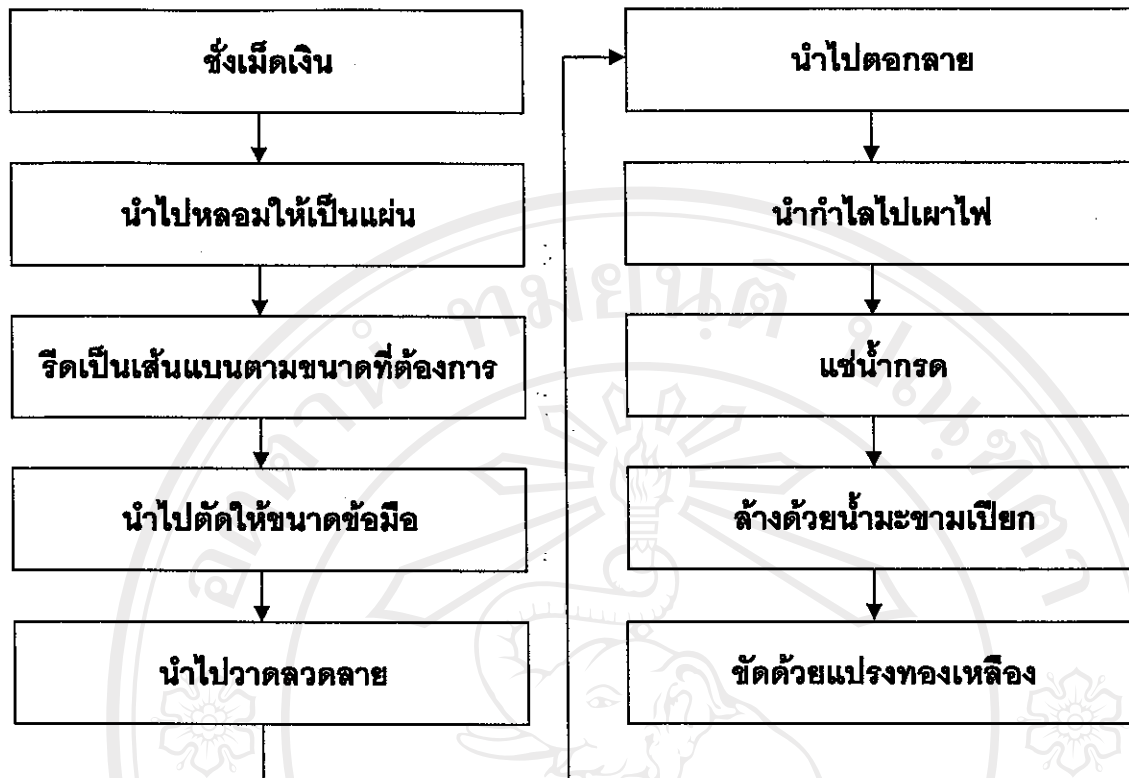 ชั่งเม็ดเงิน
นำไปหลอมให้เป็นแผ่น
รีดเป็นเส้นแบนตามขนาดที่ต้องการ
นำไปตัดให้ขนาดข้อมือ
นำไปวาดลวดลาย
นำไปตอกลาย
นำกำไลไปเผาไฟ
แช่น้ำกรด
ล้างด้วยน้ำมะขามเปียก
ขัดด้วยแปรงทองเหลือง